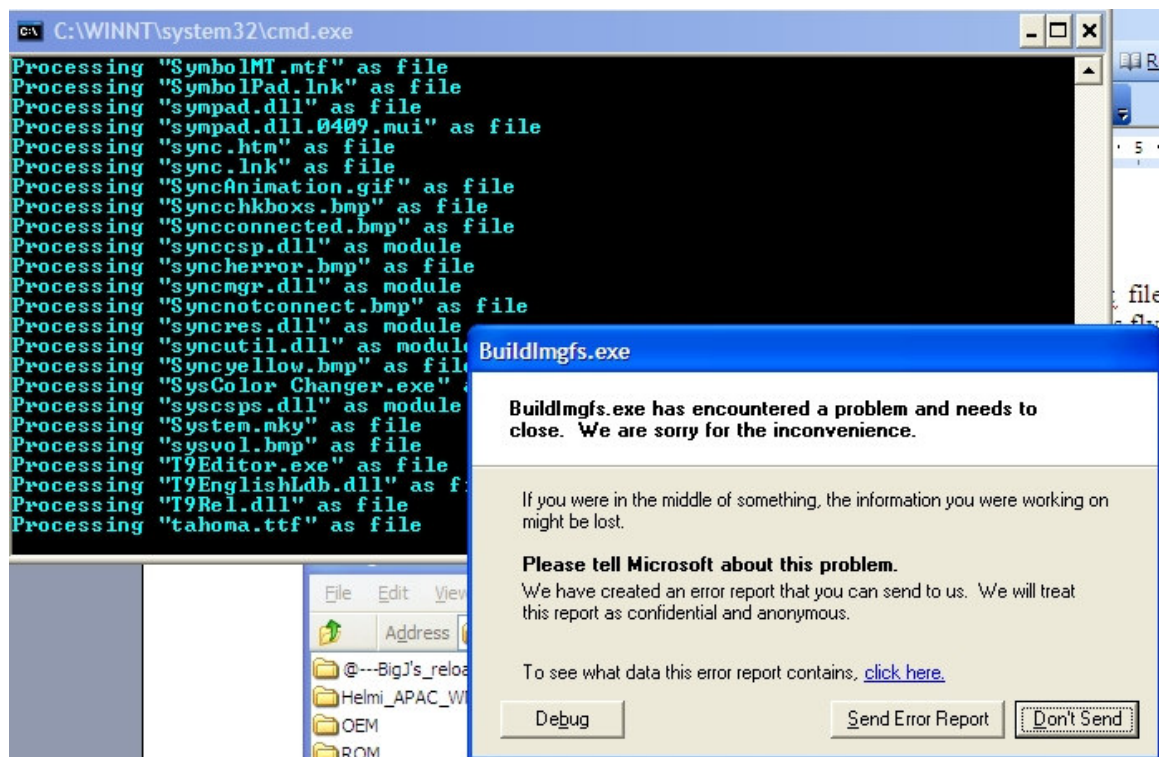 C:\WINNT\system32\cmd.exe
Processing "SymbolMT.mtf" as file
Processing "SymbolPad.lnk" as file
Processing "sympad.dll" as file
Processing "sympad.dll.0409.mui" as file
Processing "sync.htm" as file
Processing "sync.lnk" as file
Processing "SyncAnimation.gif" as file
Processing "Syncchkboxs.bmp" as file
Processing "Syncconnected.bmp" as file
Processing "synccsp.dll" as module
Processing "syncherror.bmp" as file
Processing "syncmgr.dll" as module
Processing "Syncnotconnect.bmp" as file
Processing "syncres.dll" as module
Processing "syncutil.dll" as module
Processing "Syncyellow.bmp" as file
Processing "SysColor Changer.exe"
Processing "syscsps.dll" as module
Processing "System.mky" as file
Processing "sysvol.bmp" as file
Processing "T9Editor.exe" as file
Processing "T9EnglishLdb.dll" as f
Processing "T9Rel.dll" as file
Processing "tahoma.ttf" as file
R
5
file
BuildImgfs.exe
BuildImgfs.exe has encountered a problem and needs to
close. We are sorry for the inconvenience.
If you were in the middle of something, the information you were working on
might be lost.
Please tell Microsoft about this problem.
We have created an error report that you can send to us. We will treat
this report as confidential and anonymous.
To see what data this error report contains, click here.
Debug
Send Error Report
Don't Send
File Edit View
Address
@---BigJ's_reloa
Helmi_APAC_W
OEM
ROM